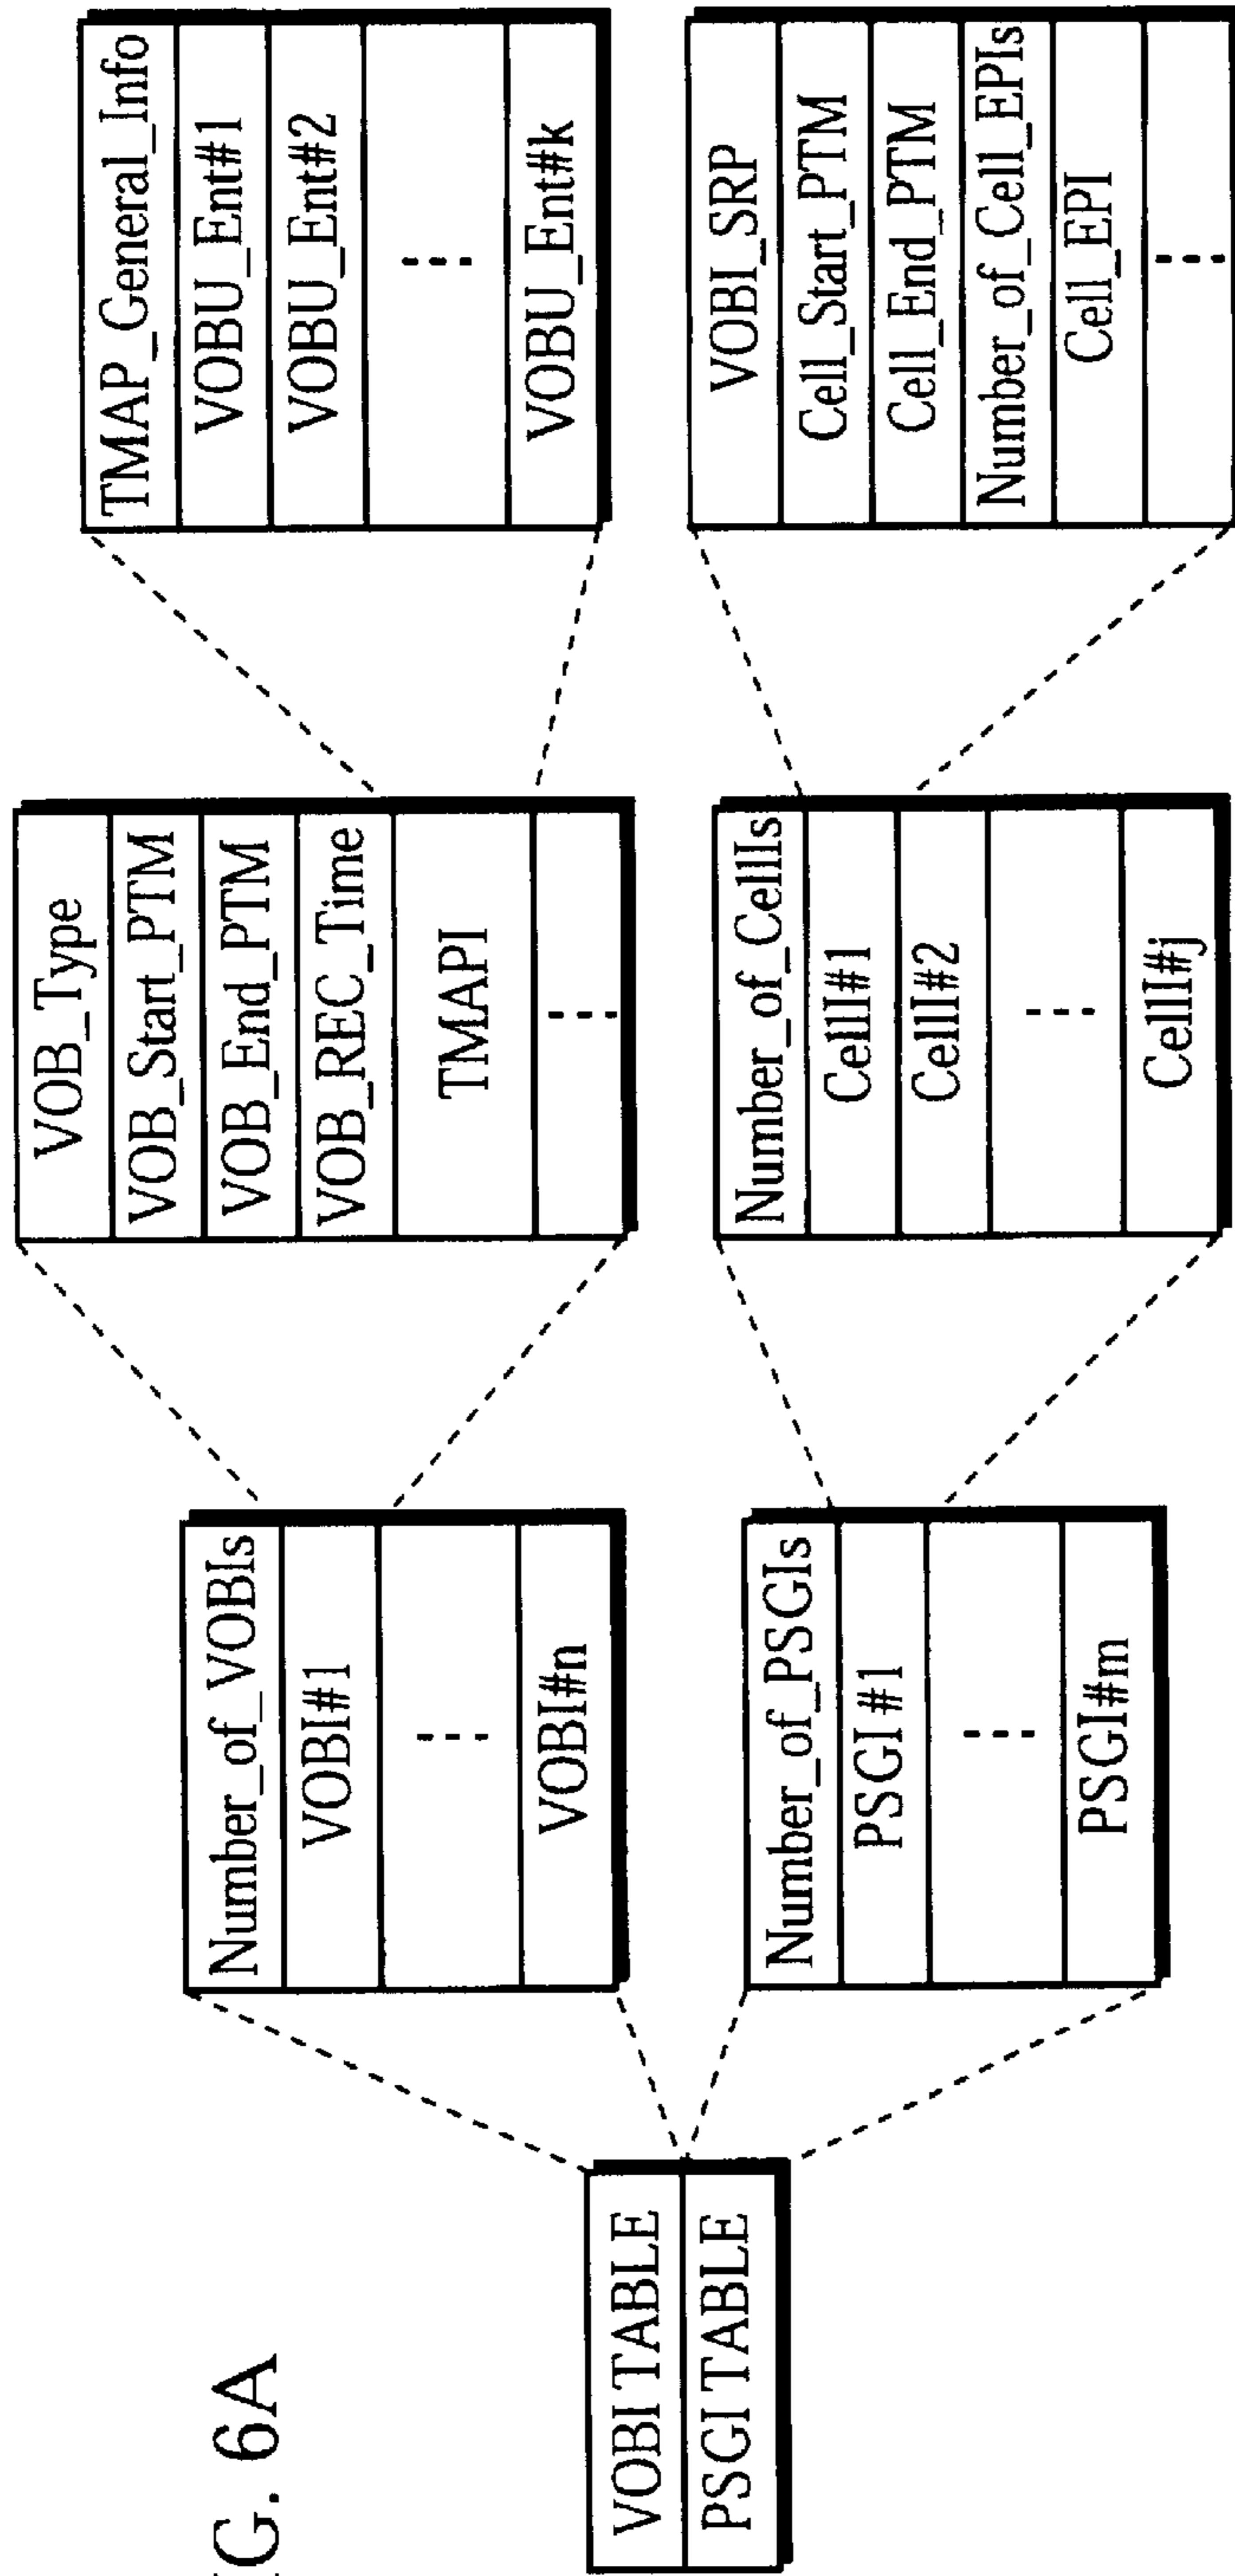 G. 6A
VOBI TABLE
PSGI TABLE
Number_of_VOBIs
VOBI#1
...
VOBI#n
Number_of_PSGIs
PSGI#1
...
PSGI#m
VOB_Type
VOB_Start_PTM
VOB_End_PTM
VOB_REC_Time
TMAPI
...
Number_of_CellIs
CellI#1
CellI#2
...
CellI#j
TMAP_General_Info
VOBU_Ent#1
VOBU_Ent#2
...
VOBU_Ent#k
VOBI_SRP
Cell_Start_PTM
Cell_End_PTM
Number_of_Cell_EPIs
Cell_EPI
...